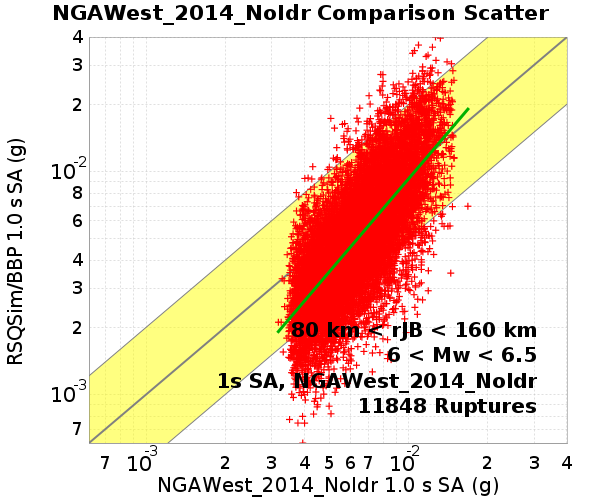 NGAWest_2014_NoIdr Comparison Scatter
RSQSim/BBP 1.0 s SA (g)
4
3
2
10⁻²
8
6
4
3
2
10⁻³
7
80 km < rJB < 160 km
6 < Mw < 6.5
1s SA, NGAWest_2014_NoIdr
11848 Ruptures
7 10⁻³ 2 3 4 5 6 7 10⁻² 2 3 4
NGAWest_2014_NoIdr 1.0 s SA (g)